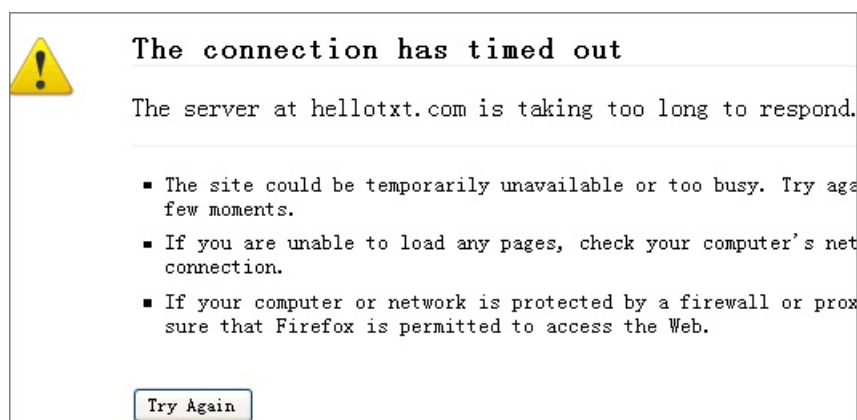 The connection has timed out
The server at hellotxt.com is taking too long to respond.
The site could be temporarily unavailable or too busy. Try aga
few moments.
If you are unable to load any pages, check your computer's net
connection.
If your computer or network is protected by a firewall or prox
sure that Firefox is permitted to access the Web.
Try Again